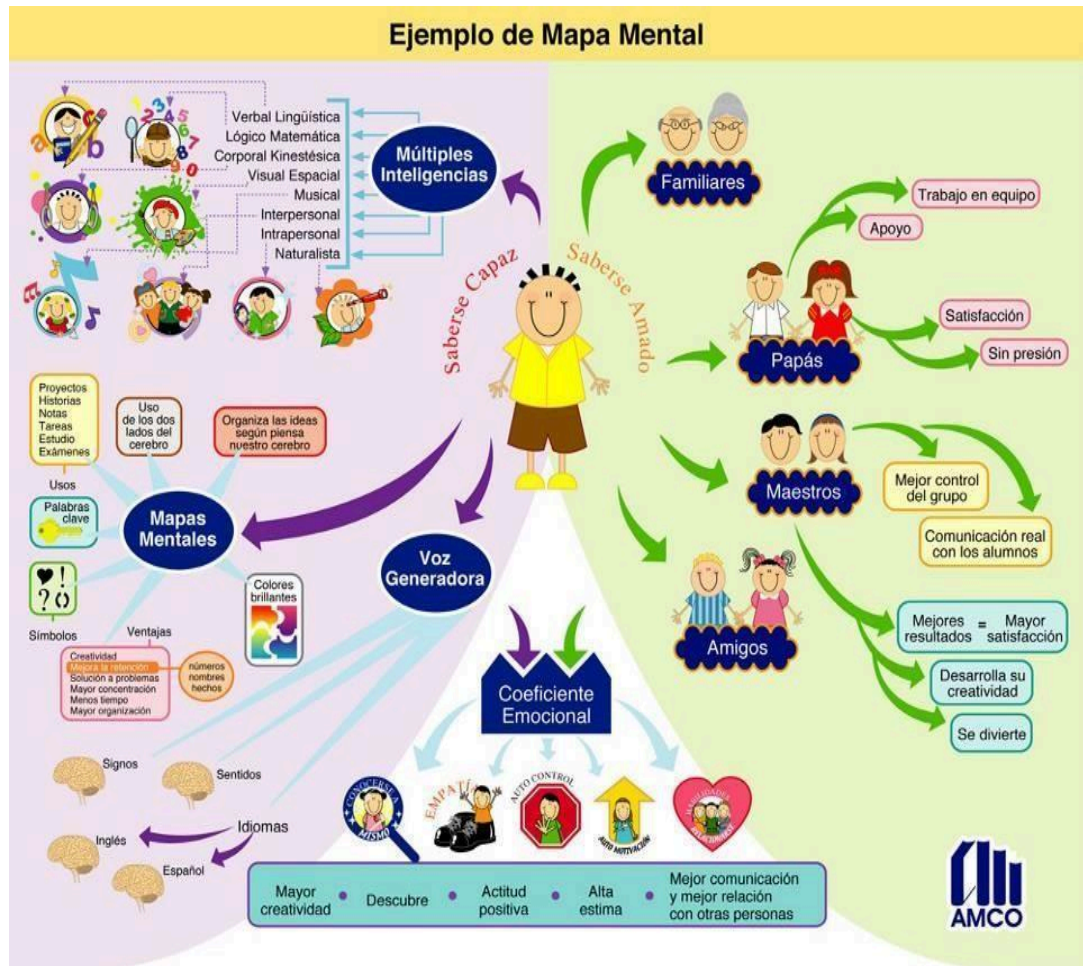 Ejemplo de Mapa Mental
Verbal Lingüística
Lógico Matemática
Corporal Kinestésica
Visual Espacial
Musical
Interpersonal
Intrapersonal
Naturalista
Múltiples
Inteligencias
Saberse Capaz
Saberse Amado
Familiares
Trabajo en equipo
Apoyo
Papás
Satisfacción
Sin presión
Maestros
Mejor control
del grupo
Comunicación real
con los alumnos
Amigos
Mejores = Mayor
resultados satisfacción
Desarrolla su
creatividad
Se divierte
Proyectos
Historias
Notas
Tareas
Estudio
Exámenes
Usos
Uso
de los dos
lados del
cerebro
Organiza las ideas
según piensa
nuestro cerebro
Palabras
clave
Mapas
Mentales
Símbolos
Colores
brillantes
Ventajas
Creatividad
Mejora la retención
Solución a problemas
Mayor concentración
Menos tiempo
Mayor organización
números
nombres
hechos
Voz
Generadora
Signos
Sentidos
Idiomas
Inglés
Español
Coeficiente
Emocional
CONOCERSE A
MISMO
EMPATÍA
AUTO CONTROL
AUTO MOTIVACIÓN
HABILIDADES
Mayor
creatividad
Descubre
Actitud
positiva
Alta
estima
Mejor comunicación
y mejor relación
con otras personas
AMCO